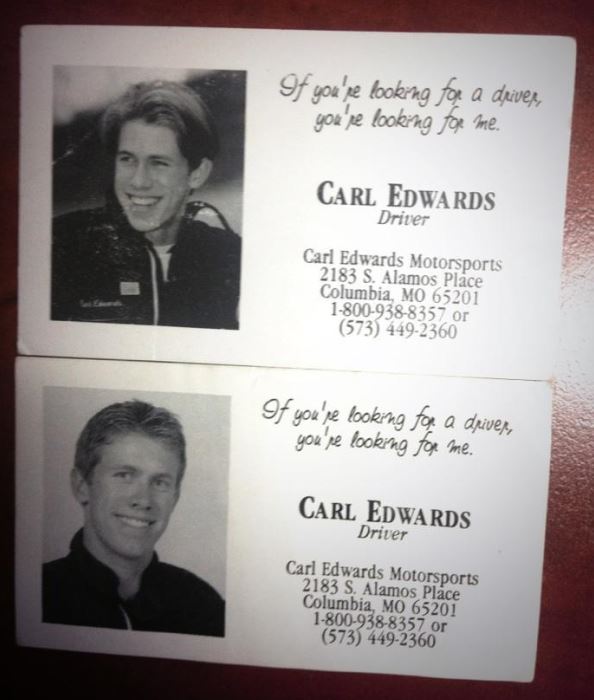 If you're looking for a driver,
you're looking for me.
CARL EDWARDS
Driver
Carl Edwards Motorsports
2183 S. Alamos Place
Columbia, MO 65201
1-800-938-8357 or
(573) 449-2360
Carl Edwards
If you're looking for a driver,
you're looking for me.
CARL EDWARDS
Driver
Carl Edwards Motorsports
2183 S. Alamos Place
Columbia, MO 65201
1-800-938-8357 or
(573) 449-2360